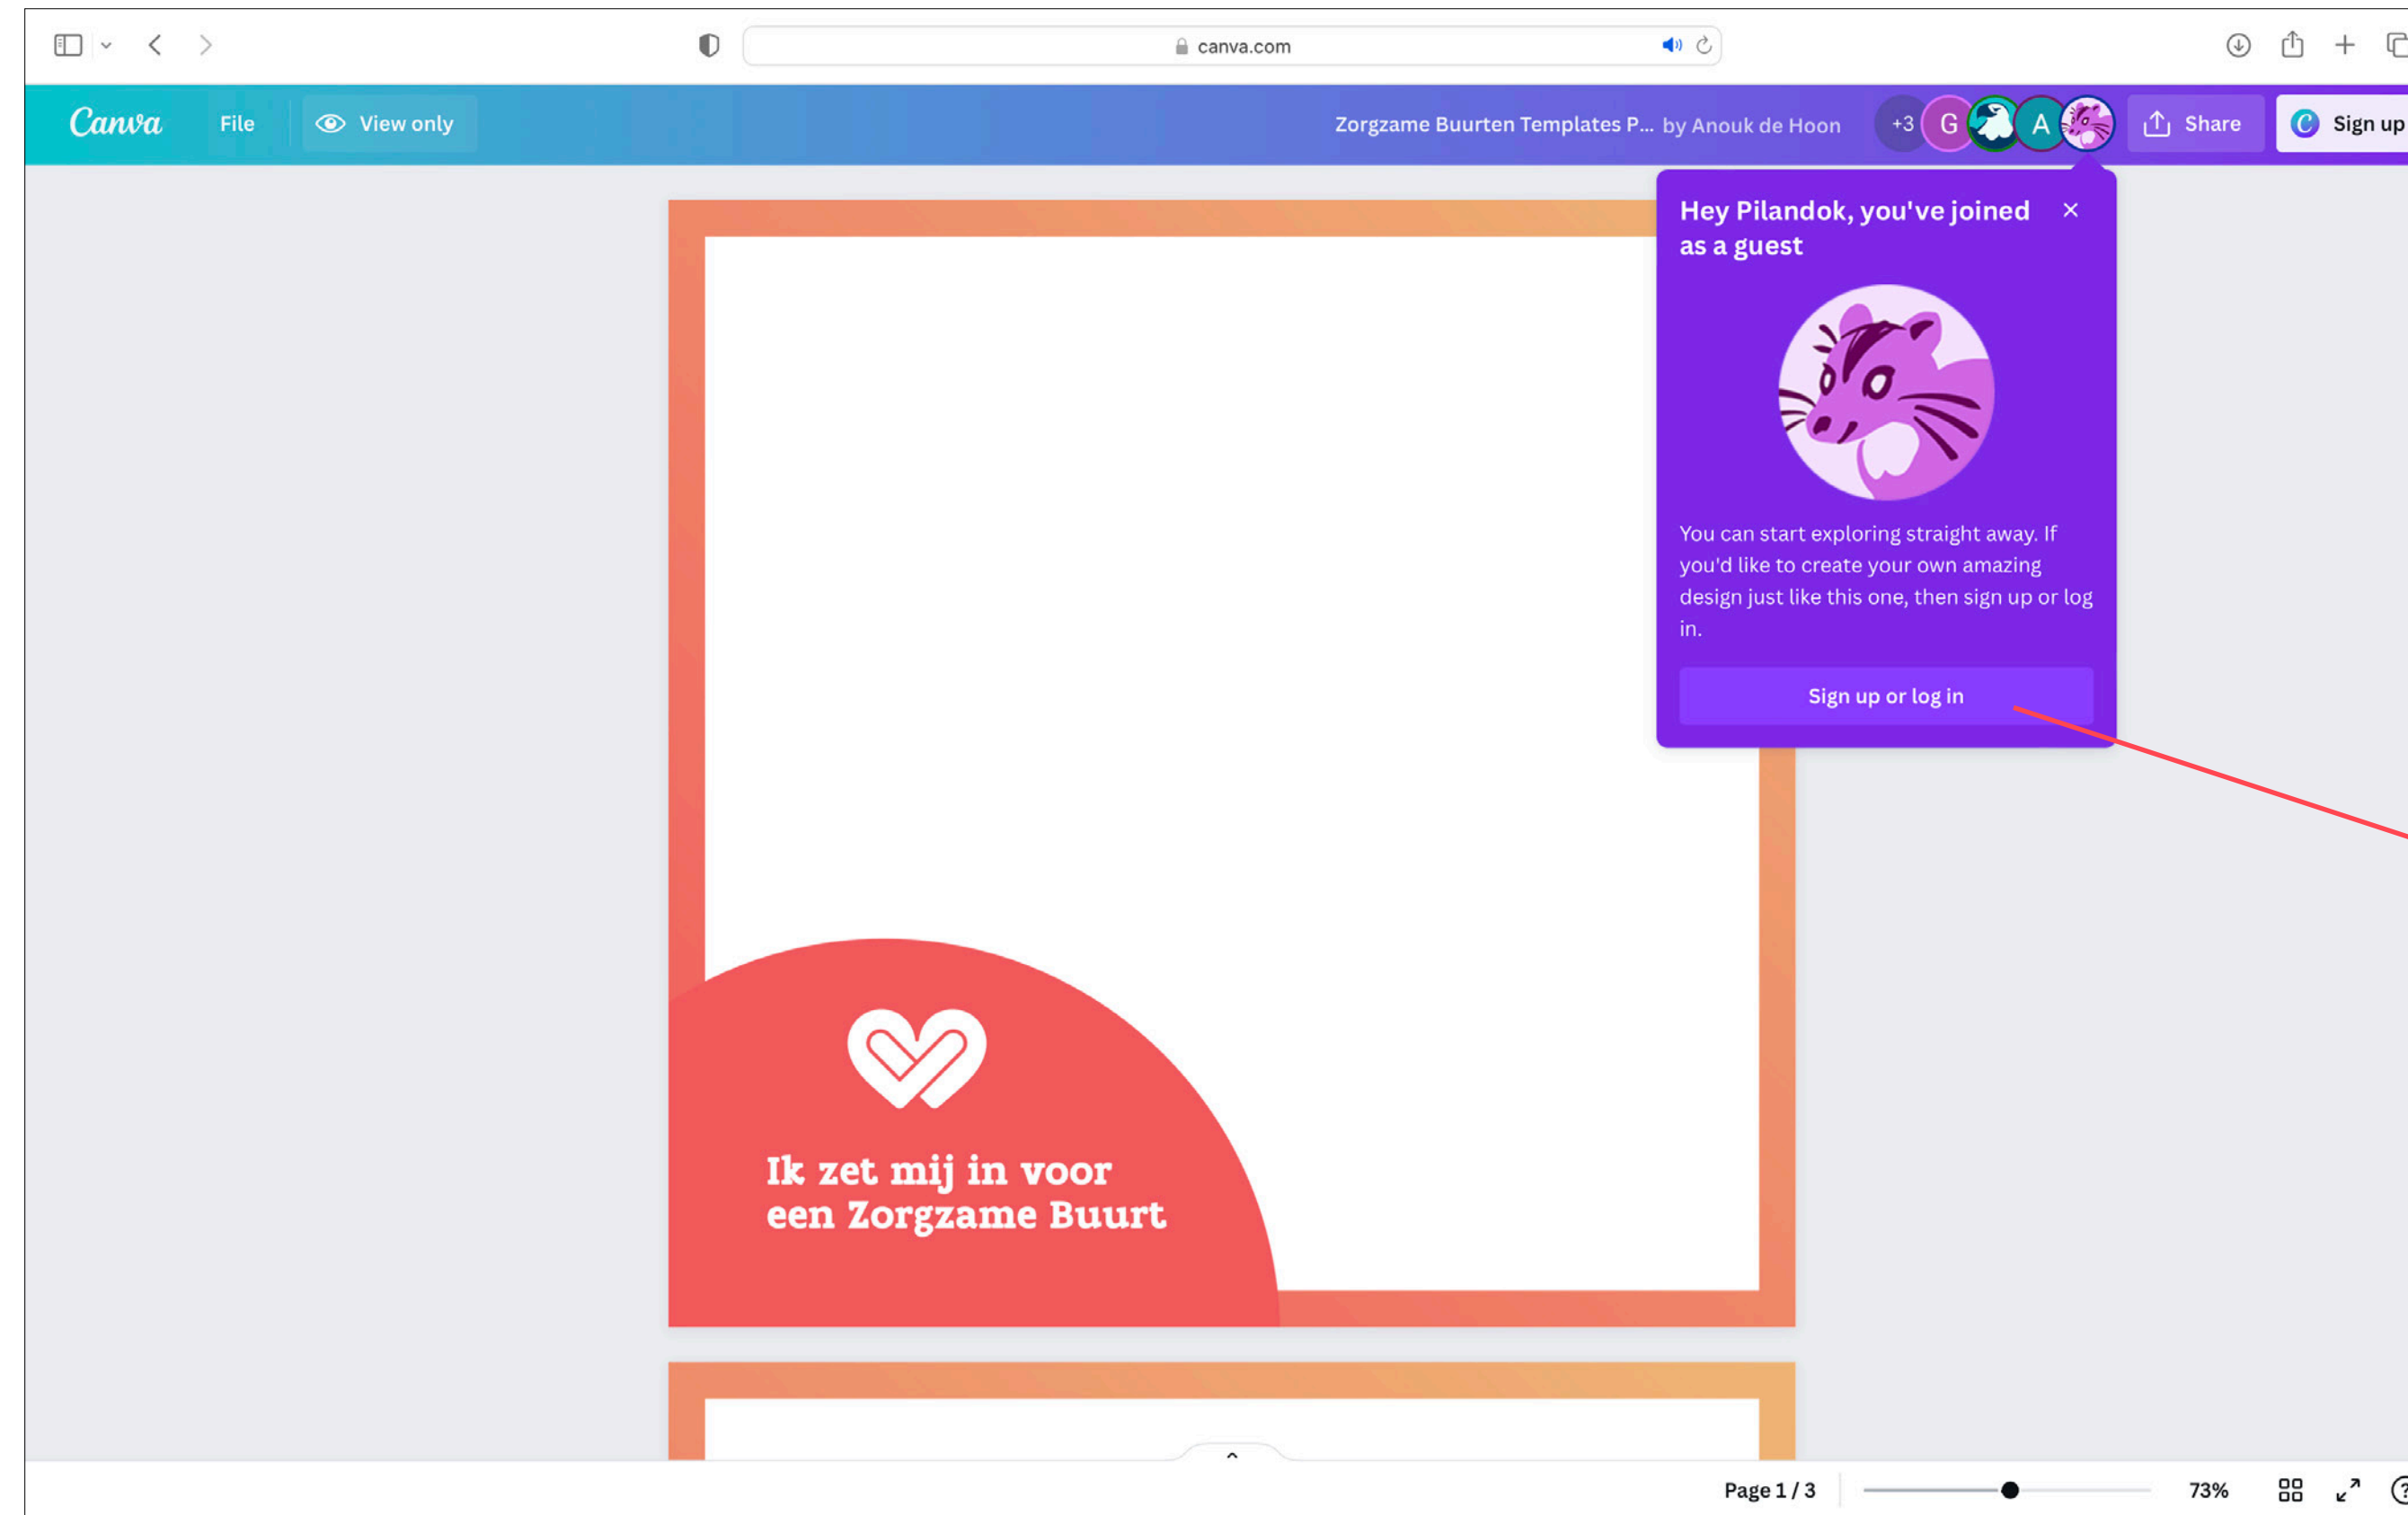 canva.com
Canva
File
View only
Zorgzame Buurten Templates P... by Anouk de Hoon
+3
G
A
Share
C
Sign up
Hey Pilandok, you've joined
as a guest
You can start exploring straight away. If
you'd like to create your own amazing
design just like this one, then sign up or log
in.
Sign up or log in
Ik zet mij in voor
een Zorgzame Buurt
Page 1 / 3
73%
?